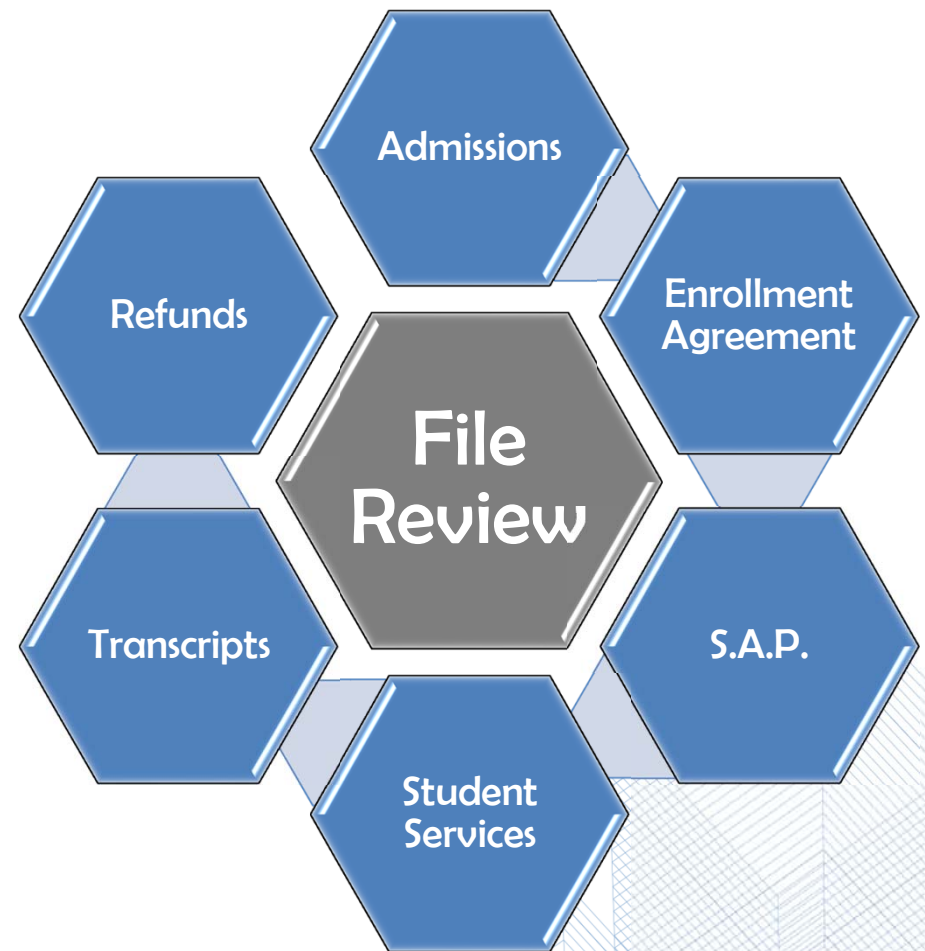 Admissions
Enrollment
Agreement
S.A.P.
Student
Services
Transcripts
Refunds
File
Review